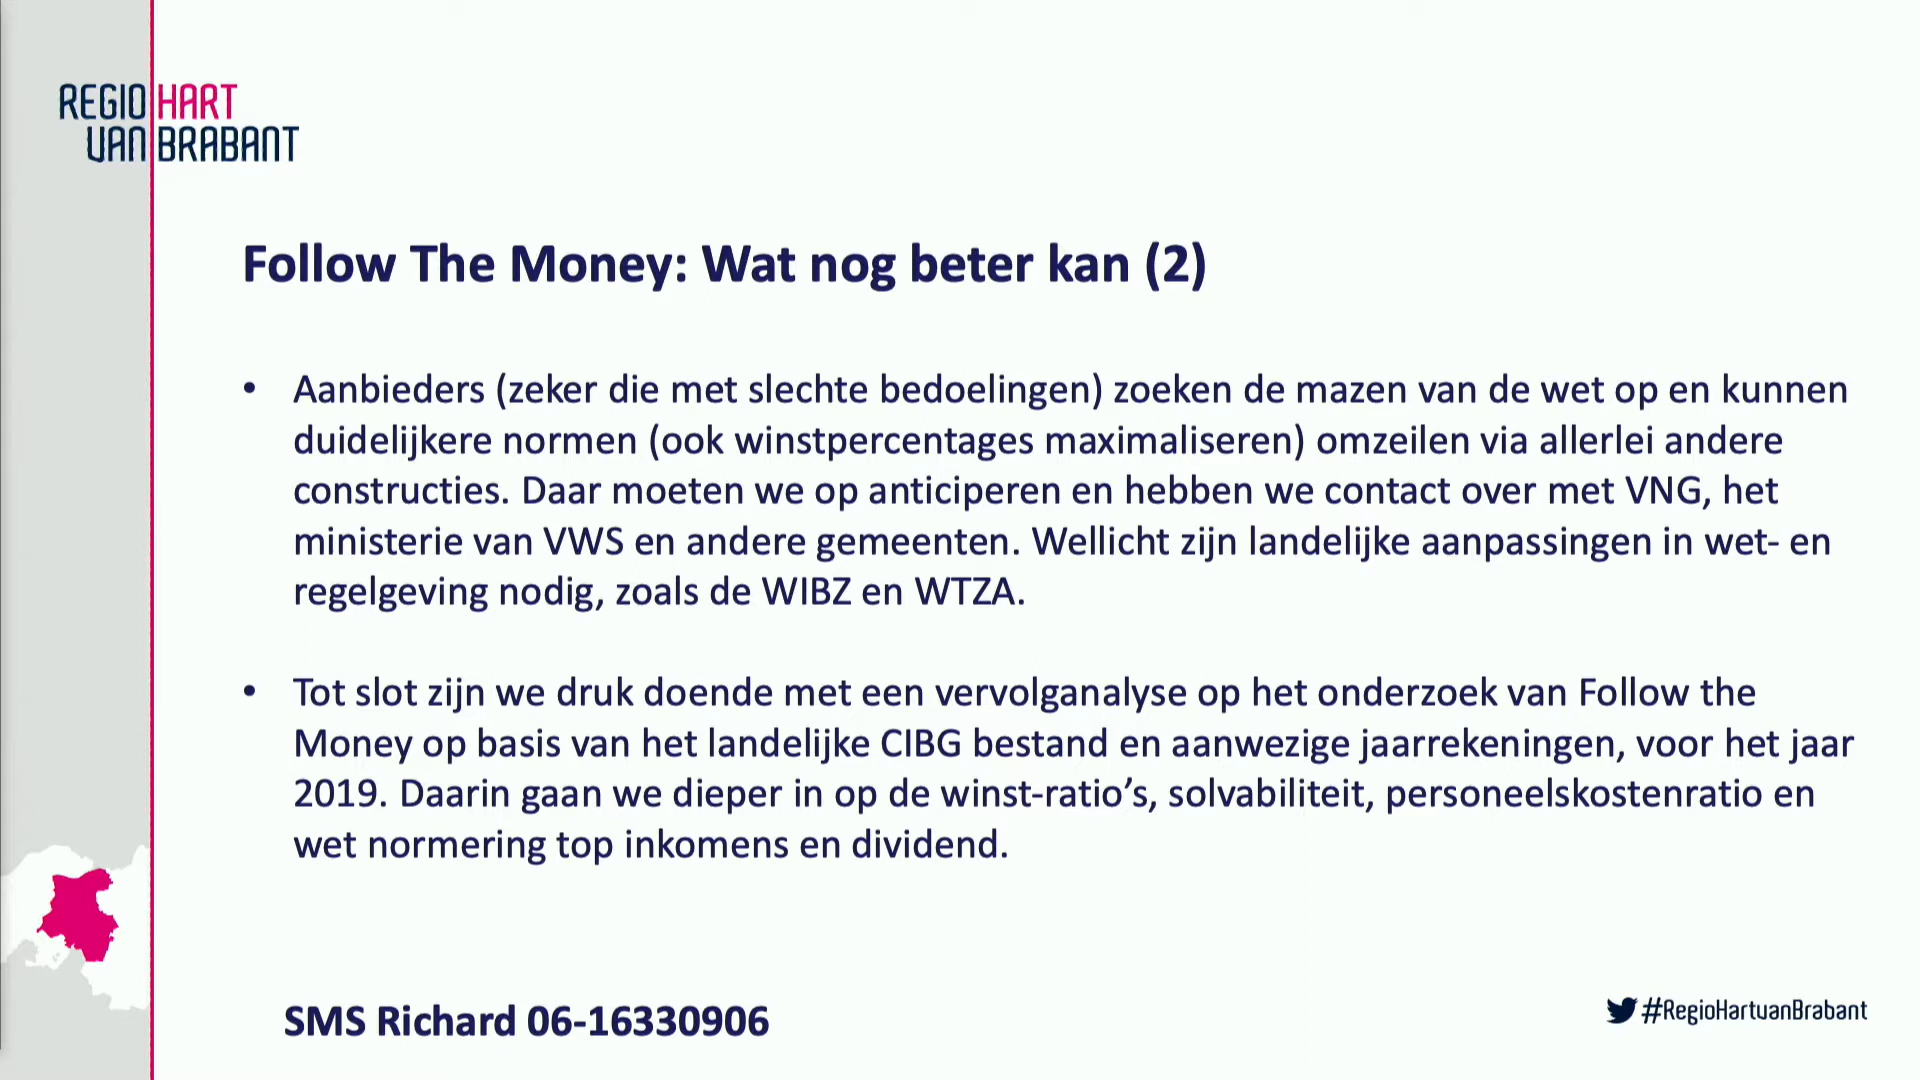 REGIO HART
VAN BRABANT
Follow The Money: Wat nog beter kan (2)
• Aanbieders (zeker die met slechte bedoelingen) zoeken de mazen van de wet op en kunnen
duidelijkere normen (ook winstpercentages maximaliseren) omzeilen via allerlei andere
constructies. Daar moeten we op anticiperen en hebben we contact over met VNG, het
ministerie van VWS en andere gemeenten. Wellicht zijn landelijke aanpassingen in wet- en
regelgeving nodig, zoals de WIBZ en WTZA.
• Tot slot zijn we druk doende met een vervolganalyse op het onderzoek van Follow the
Money op basis van het landelijke CIBG bestand en aanwezige jaarrekeningen, voor het jaar
2019. Daarin gaan we dieper in op de winst-ratio’s, solvabiliteit, personeelskostenratio en
wet normering top inkomens en dividend.
SMS Richard 06-16330906
#RegioHartvanBrabant